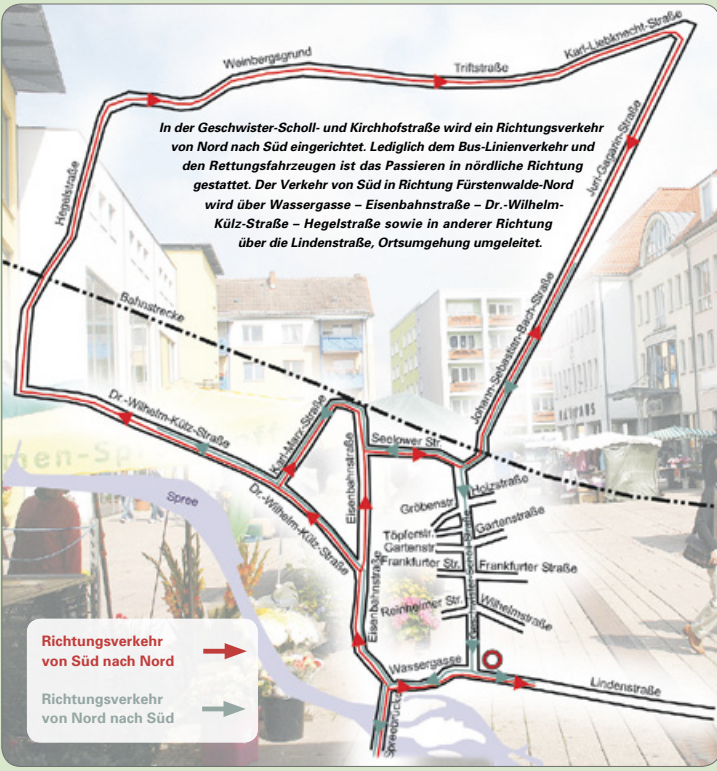 Karl-Liebknecht-Straße
Weinbergsgrund
Triftstraße
In der Geschwister-Scholl- und Kirchhofstraße wird ein Richtungsverkehr
von Nord nach Süd eingerichtet. Lediglich dem Bus-Linienverkehr und
den Rettungsfahrzeugen ist das Passieren in nördliche Richtung
gestattet. Der Verkehr von Süd in Richtung Fürstenwalde-Nord
wird über Wassergasse – Eisenbahnstraße – Dr.-Wilhelm-
Külz-Straße – Hegelstraße sowie in anderer Richtung
über die Lindenstraße, Ortsumgehung umgeleitet.
Juri-Gagarin-Straße
Hegelstraße
Bahnstrecke
Johann-Sebastian-Bach-Straße
Dr.-Wilhelm-Külz-Straße
Karl-Marx-Straße
Seelower Str.
Eisenbahnstraße
Spree
Dr.-Wilhelm-Külz-Straße
Holzstraße
Gröbenstr.
Gartenstraße
Töpferstr.
Gartenstr.
Frankfurter Str.
Frankfurter Straße
Geschwister-Scholl-Straße
Eisenbahnstraße
Reinheimer Str.
Wilhelmstraße
Wassergasse
Lindenstraße
Spreebrücke
Richtungsverkehr
von Süd nach Nord
Richtungsverkehr
von Nord nach Süd